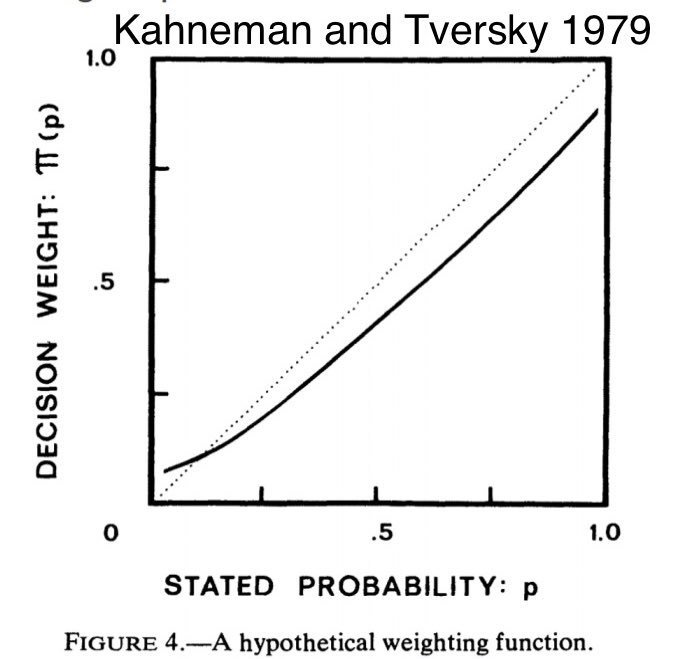 Kahneman and Tversky 1979
1.0
DECISION WEIGHT: π(p)
.5
0
.5
1.0
STATED PROBABILITY: p
FIGURE 4.—A hypothetical weighting function.